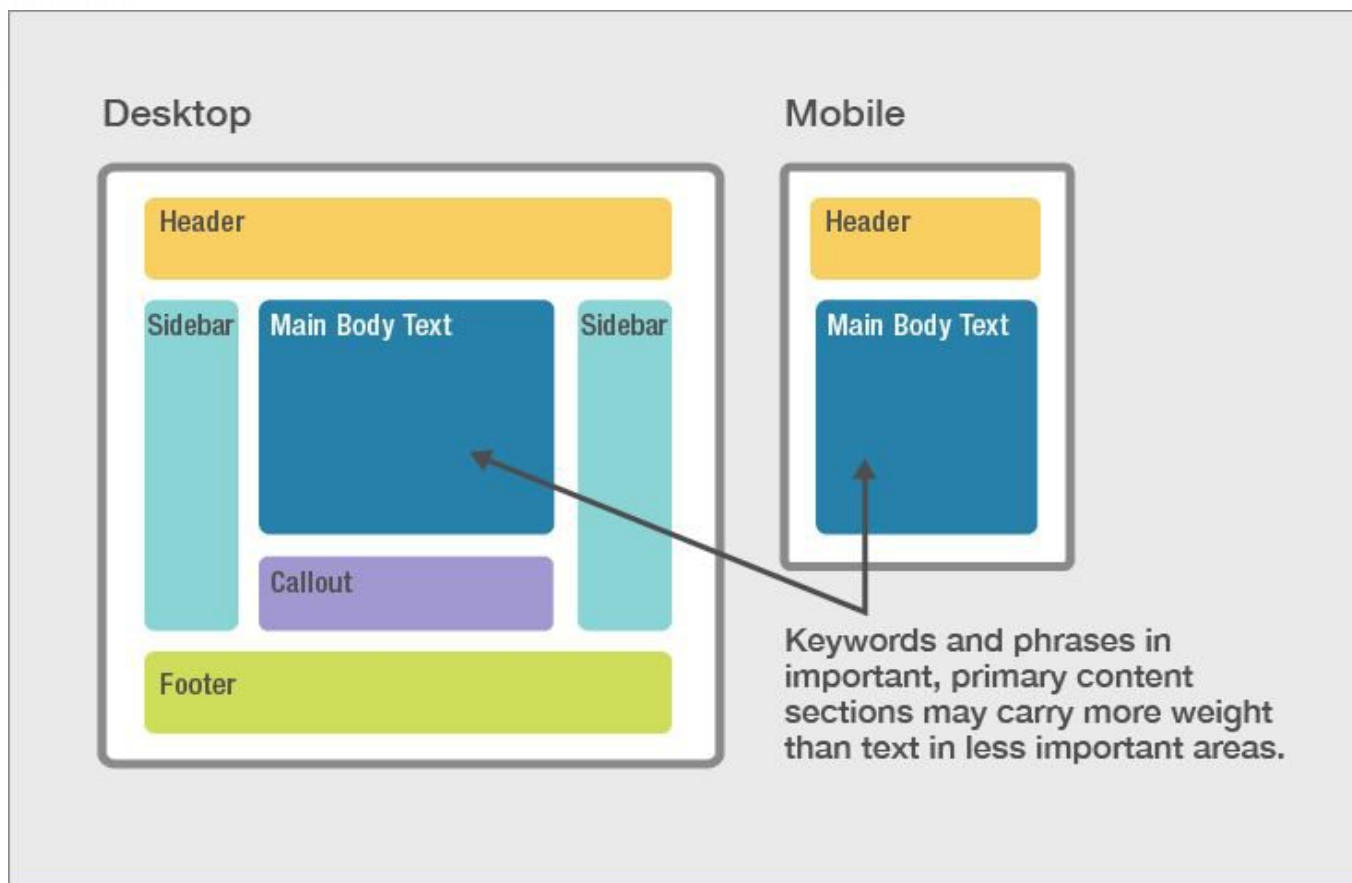 Desktop
Header
Sidebar
Main Body Text
Sidebar
Callout
Footer
Mobile
Header
Main Body Text
Keywords and phrases in
important, primary content
sections may carry more weight
than text in less important areas.